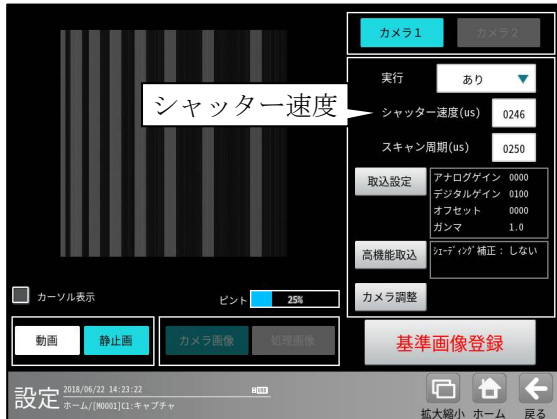 カメラ1
カメラ2
実行
あり
シャッター速度
シャッター速度(us)
0246
スキャン周期(us)
0250
取込設定
アナログゲイン 0000
デジタルゲイン 0100
オフセット 0000
ガンマ 1.0
高機能取込
シェーディング補正：しない
カーソル表示
ピント
25%
カメラ調整
動画
静止画
カメラ画像
処理画像
基準画像登録
設定
2018/06/22 14:23:22
ホーム/[M0001]C1:キャプチャ
拡大縮小
ホーム
戻る